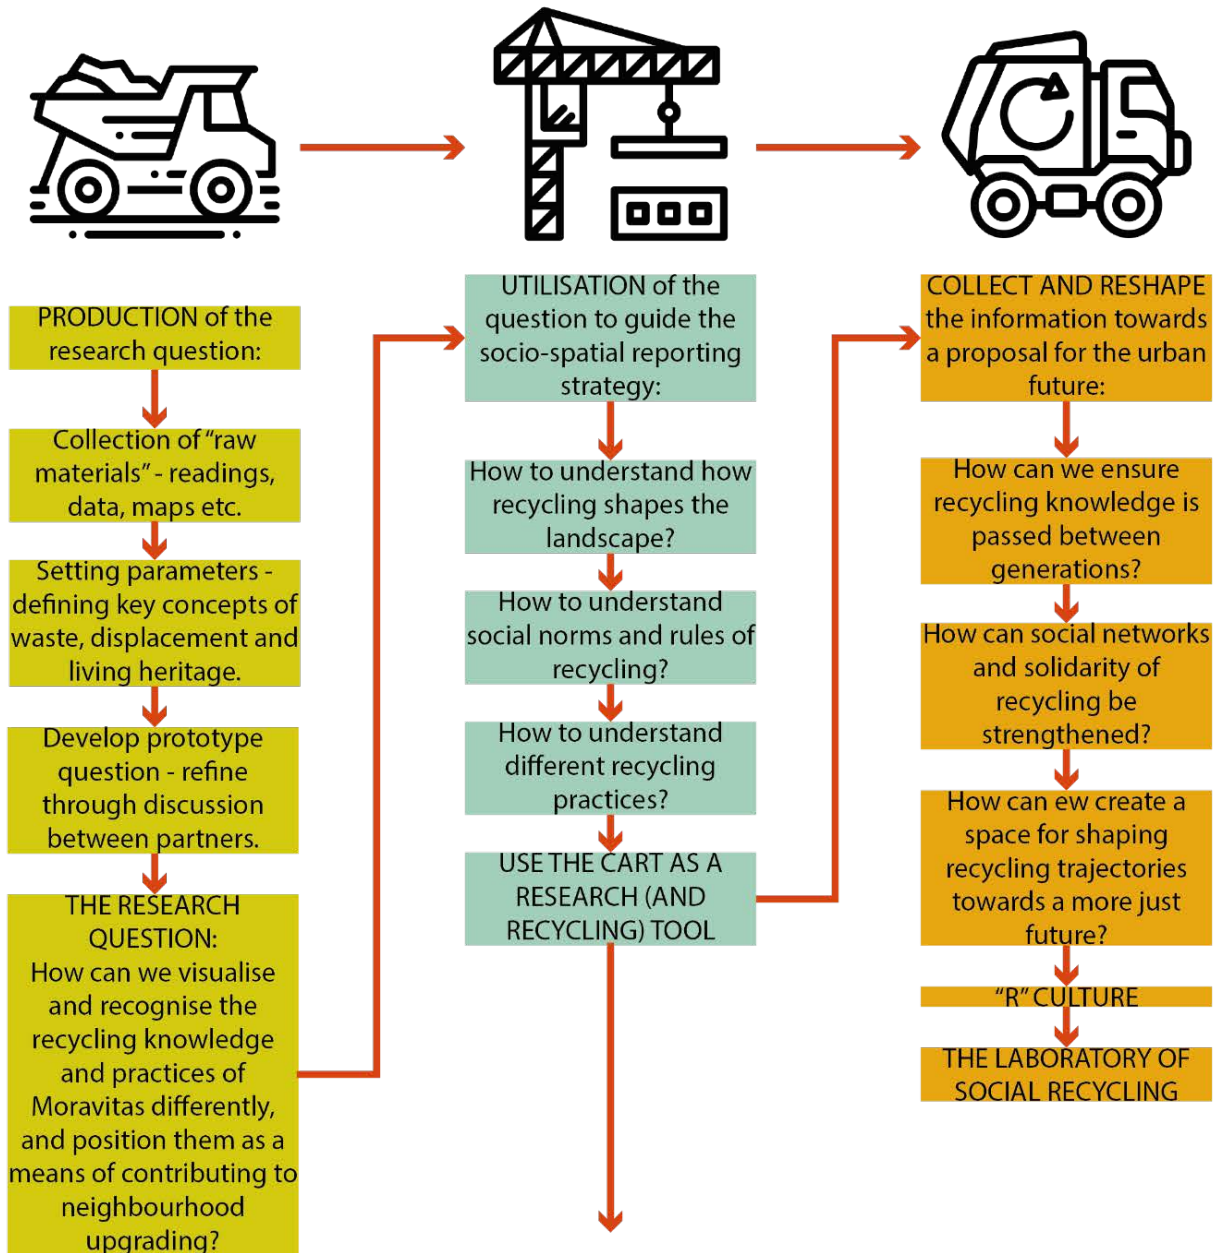 PRODUCTION of the
research question:
Collection of “raw
materials” - readings,
data, maps etc.
Setting parameters -
defining key concepts of
waste, displacement and
living heritage.
Develop prototype
question - refine
through discussion
between partners.
THE RESEARCH
QUESTION:
How can we visualise
and recognise the
recycling knowledge
and practices of
Moravitas differently,
and position them as a
means of contributing to
neighbourhood
upgrading?
UTILISATION of the
question to guide the
socio-spatial reporting
strategy:
How to understand how
recycling shapes the
landscape?
How to understand
social norms and rules of
recycling?
How to understand
different recycling
practices?
USE THE CART AS A
RESEARCH (AND
RECYCLING) TOOL
COLLECT AND RESHAPE
the information towards
a proposal for the urban
future:
How can we ensure
recycling knowledge is
passed between
generations?
How can social networks
and solidarity of
recycling be
strengthened?
How can ew create a
space for shaping
recycling trajectories
towards a more just
future?
“R” CULTURE
THE LABORATORY OF
SOCIAL RECYCLING